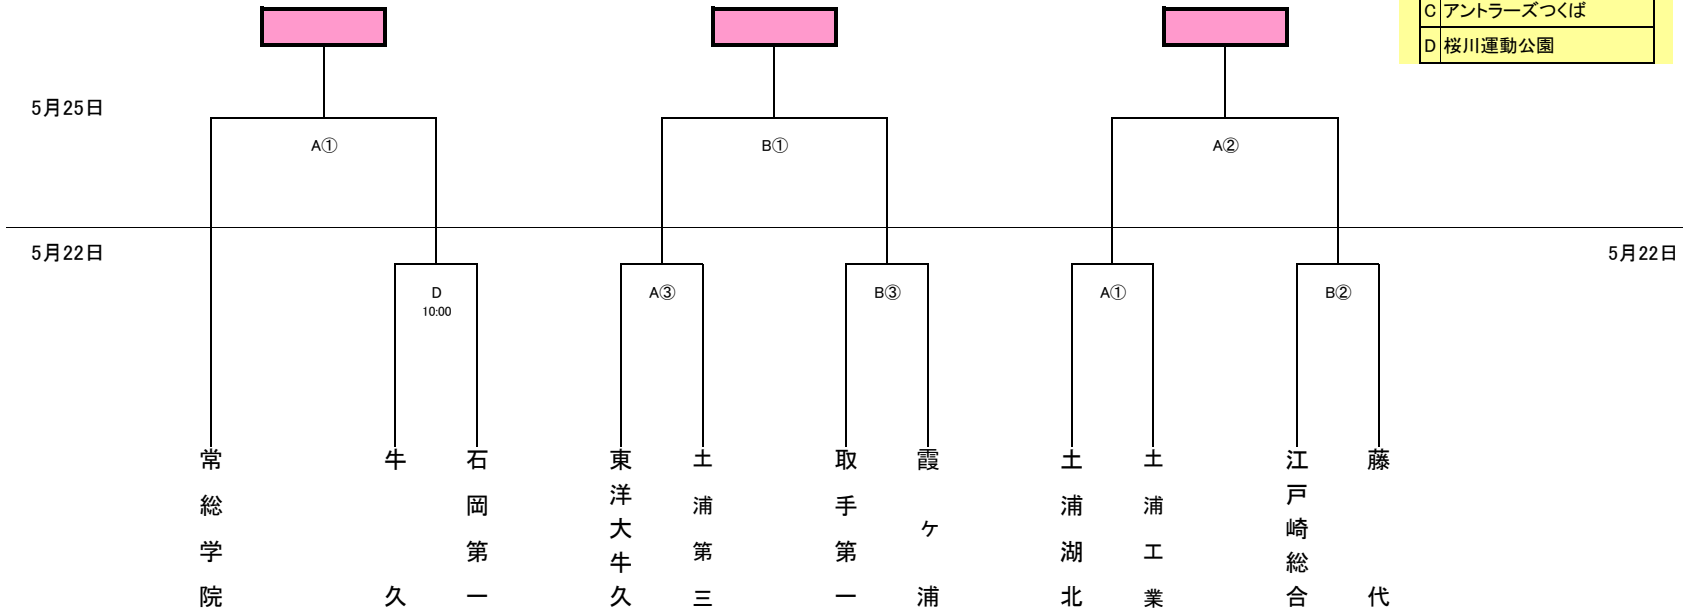 C アントラーズつくば
D 桜川運動公園
5月25日
A①
B①
A②
5月22日
5月22日
D
10:00
A③
B③
A①
B②
常総学院
牛久
石岡第一
東洋大牛久
土浦第三
取手第一
霞ヶ浦
土浦湖北
土浦工業
江戸崎総合
藤代